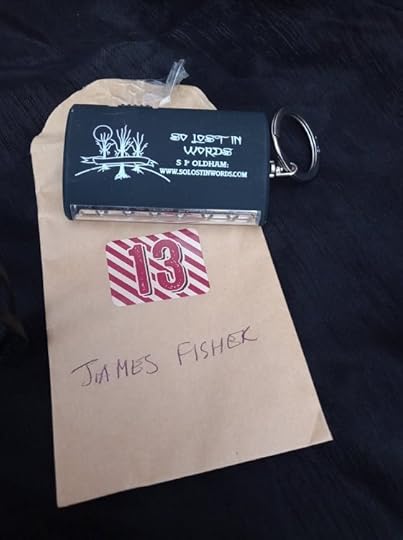 SO LOST IN
WORDS
S P OLDHAM:
WWW.SOLOSTINWORDS.COM
13
JAMES FISHER